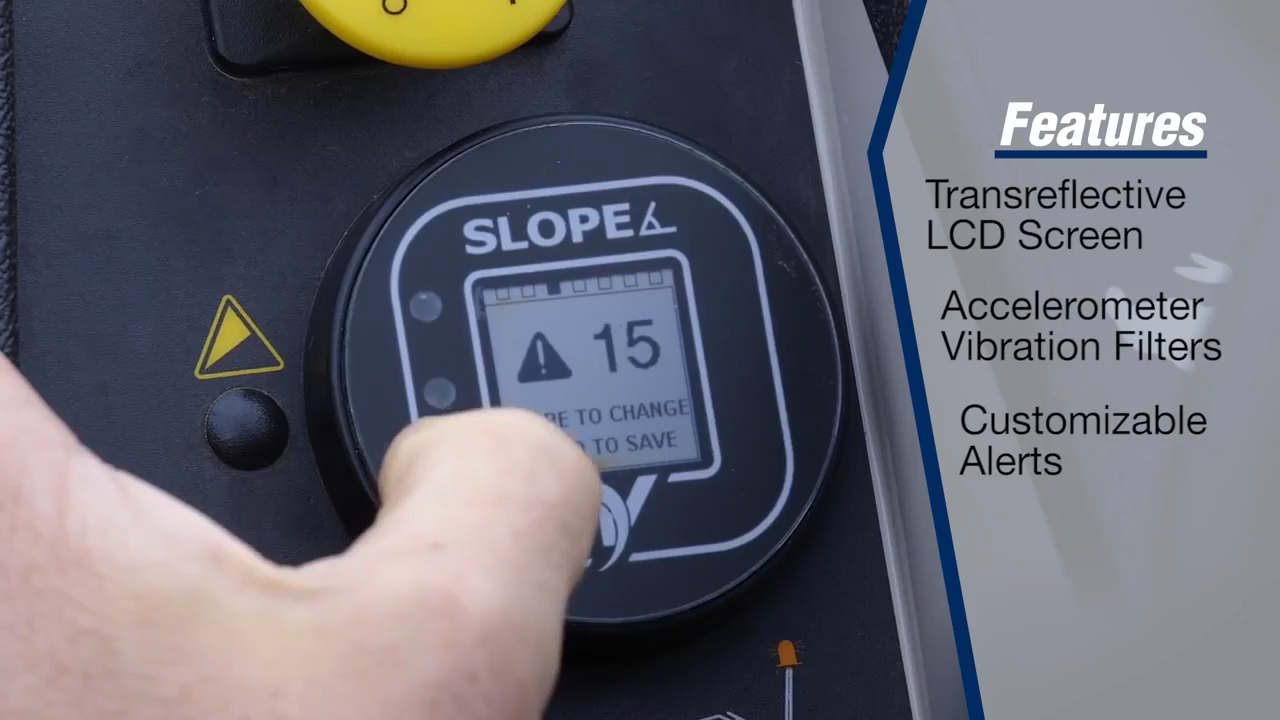 SLOPE
15
TO CHANGE
TO SAVE
Features
Transreflective
LCD Screen
Accelerometer
Vibration Filters
Customizable
Alerts